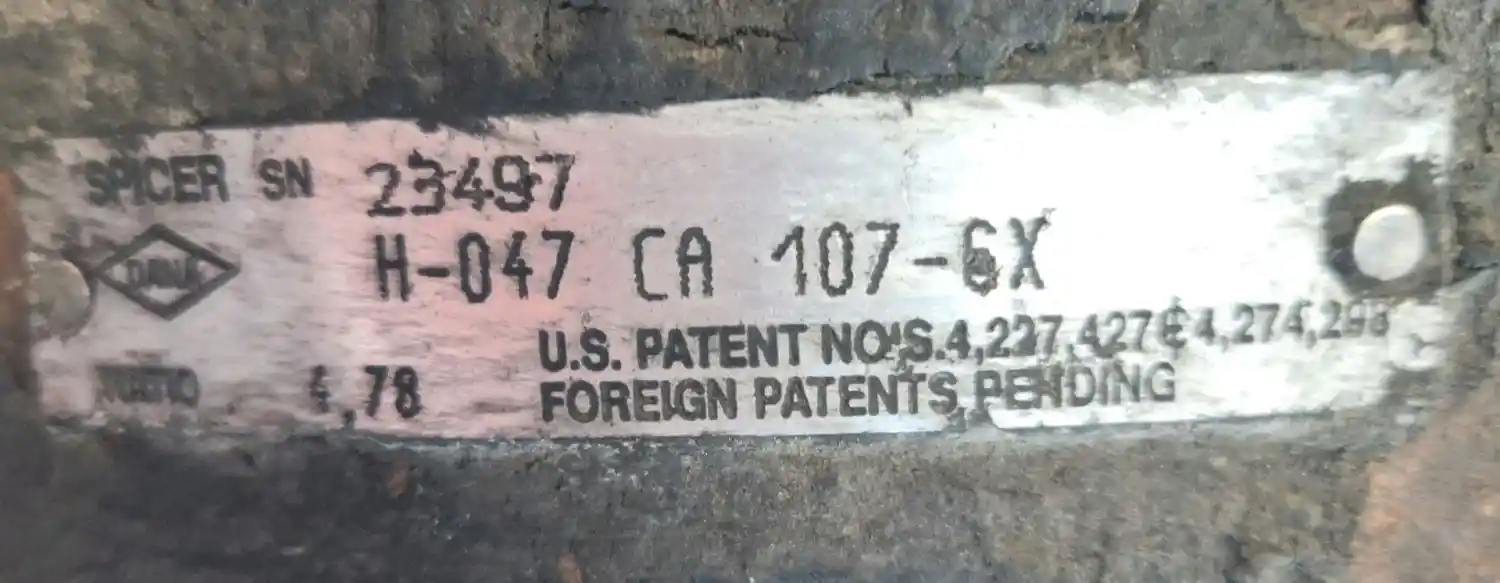 SPICER SN 23497
DANA
H-047 CA 107-6X
U.S. PATENT NO'S.4,227,427 & 4,274,298
RATIO 4,78
FOREIGN PATENTS PENDING